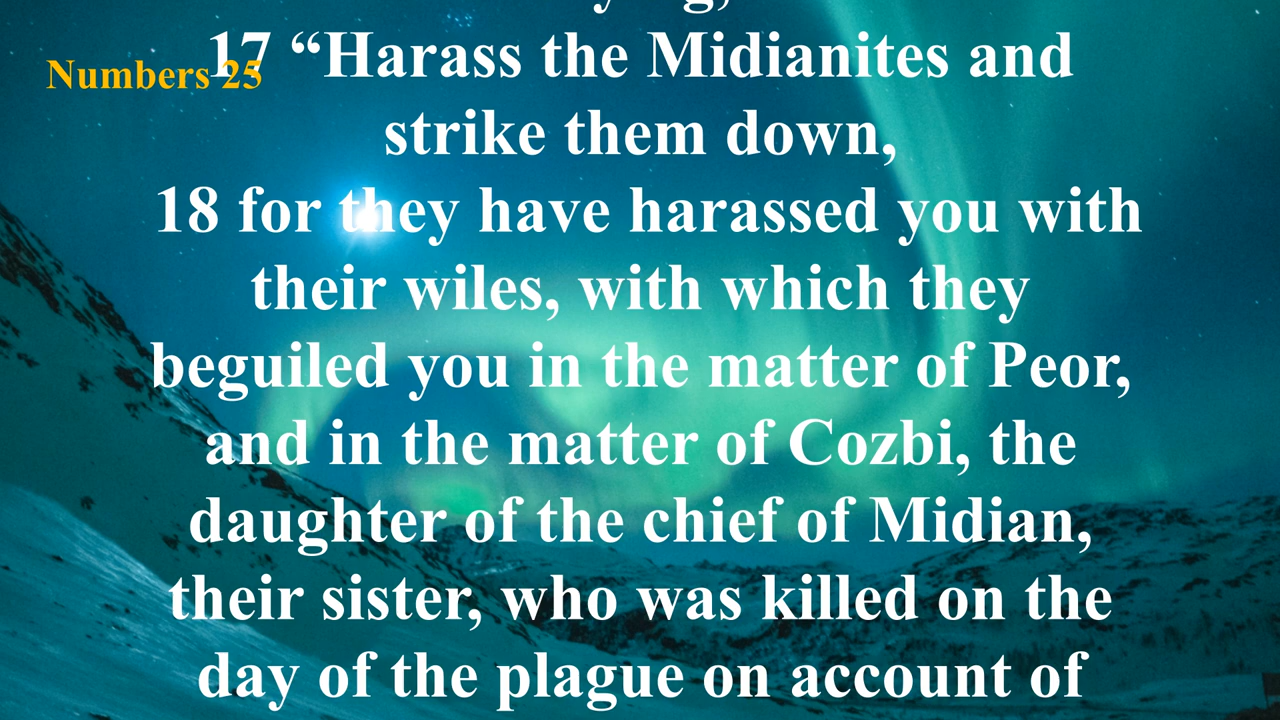 Numbers 25
17 “Harass the Midianites and
strike them down,
18 for they have harassed you with
their wiles, with which they
beguiled you in the matter of Peor,
and in the matter of Cozbi, the
daughter of the chief of Midian,
their sister, who was killed on the
day of the plague on account of